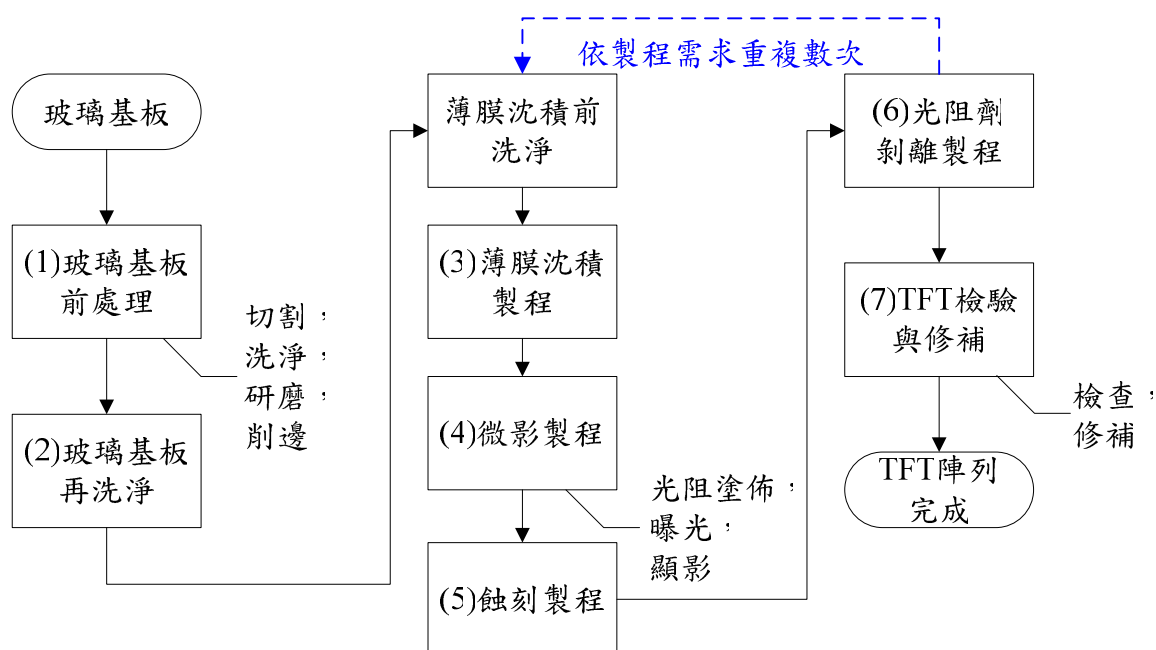 玻璃基板
(1)玻璃基板
前處理
切割，
洗淨，
研磨，
削邊
(2)玻璃基板
再洗淨
依製程需求重複數次
薄膜沈積前
洗淨
(3)薄膜沈積
製程
(4)微影製程
光阻塗佈，
曝光，
顯影
(5)蝕刻製程
(6)光阻劑
剝離製程
(7)TFT檢驗
與修補
檢查，
修補
TFT陣列
完成